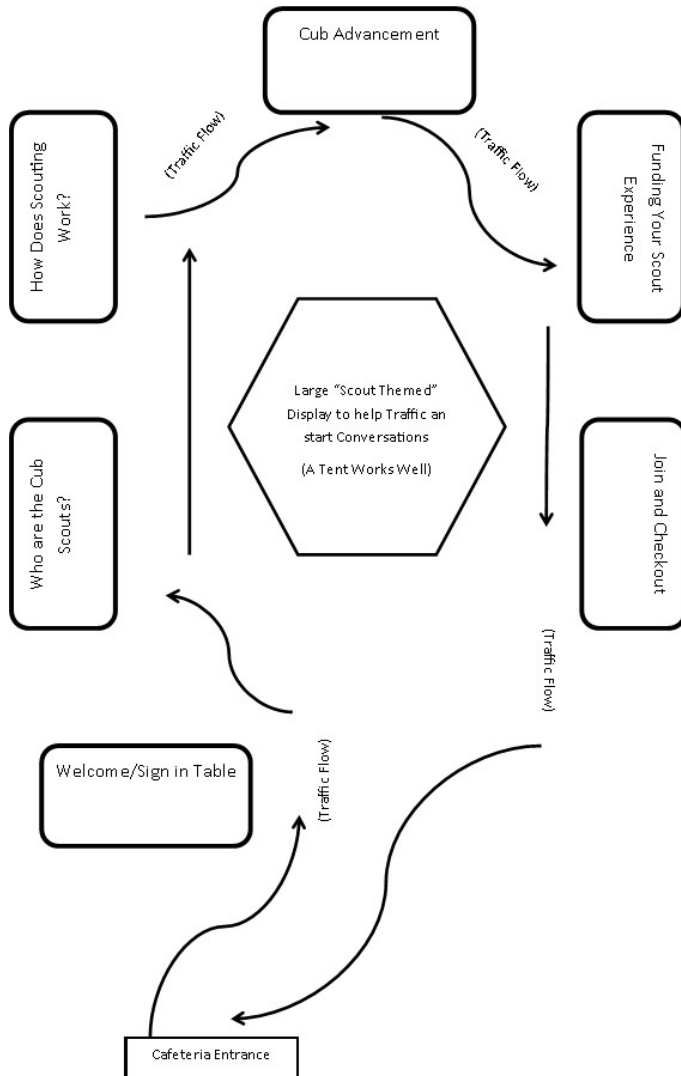 Cub Advancement
(Traffic Flow)
(Traffic Flow)
How Does Scouting
Work?
Funding Your Scout
Experience
Large “Scout Themed”
Display to help Traffic an
start Conversations
(A Tent Works Well)
Who are the Cub
Scouts?
Join and Checkout
(Traffic Flow)
Welcome/Sign in Table
(Traffic Flow)
Cafeteria Entrance